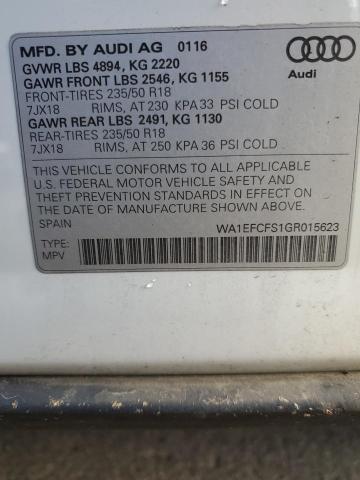 MFD. BY AUDI AG 0116
GVWR LBS 4894, KG 2220
GAWR FRONT LBS 2546, KG 1155
FRONT-TIRES 235/50 R18
7JX18 RIMS, AT 230 KPA 33 PSI COLD
GAWR REAR LBS 2491, KG 1130
REAR-TIRES 235/50 R18
7JX18 RIMS, AT 250 KPA 36 PSI COLD
Audi
THIS VEHICLE CONFORMS TO ALL APPLICABLE
U.S. FEDERAL MOTOR VEHICLE SAFETY AND
THEFT PREVENTION STANDARDS IN EFFECT ON
THE DATE OF MANUFACTURE SHOWN ABOVE.
SPAIN WA1EFCFS1GR015623
TYPE:
MPV